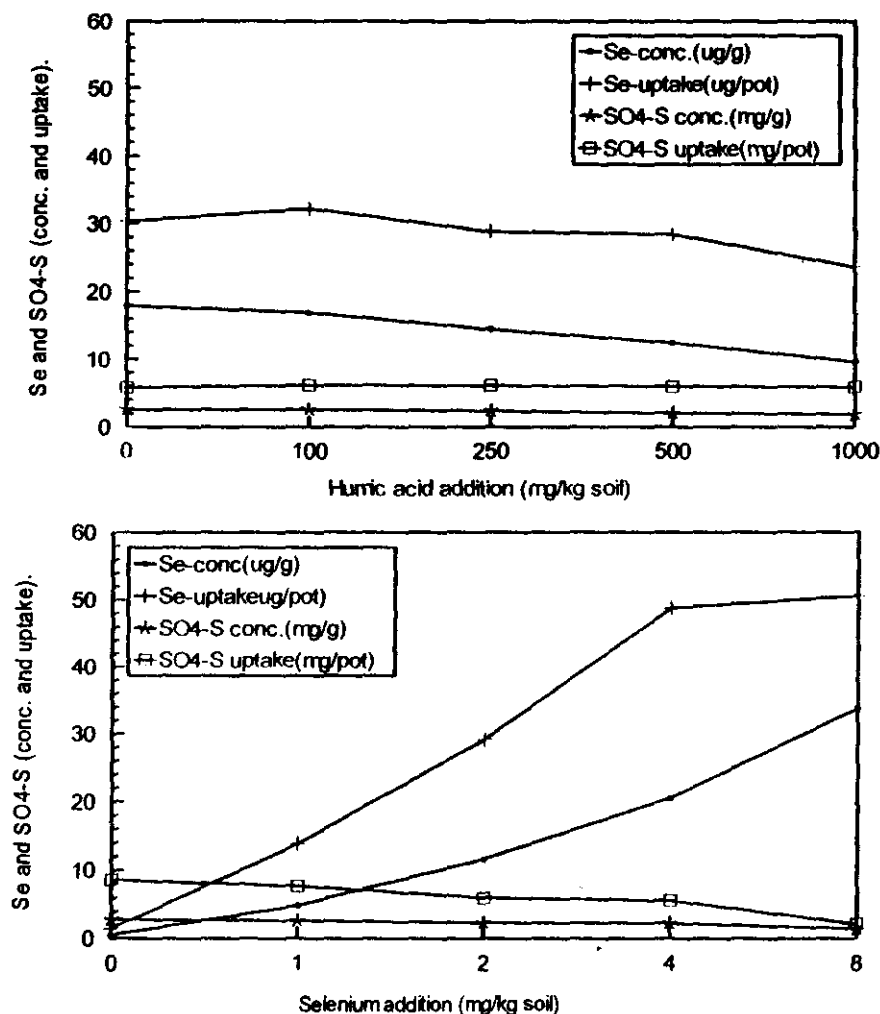 Se and SO4-S (conc. and uptake).
60
50
40
30
20
10
0
Se-conc.(ug/g)
Se-uptake(ug/pot)
SO4-S conc.(mg/g)
SO4-S uptake(mg/pot)
0 100 250 500 1000
Humic acid addition (mg/kg soil)
Se and SO4-S (conc. and uptake).
60
50
40
30
20
10
0
Se-conc(ug/g)
Se-uptakeug/pot)
SO4-S conc.(mg/g)
SO4-S uptake(mg/pot)
0 1 2 4 8
Selenium addition (mg/kg soil)